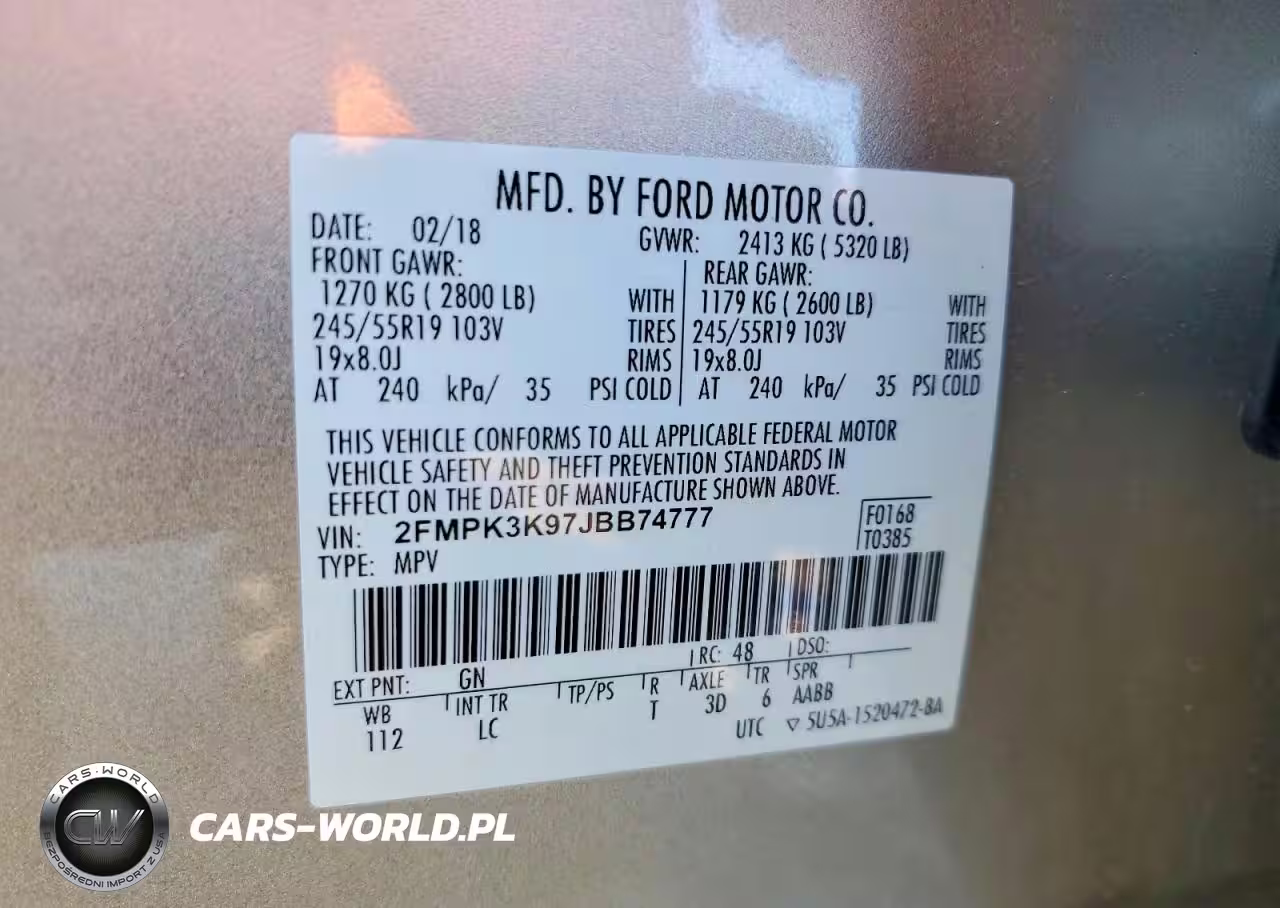 MFD. BY FORD MOTOR CO.
DATE: 02/18 GVWR: 2413 KG ( 5320 LB)
FRONT GAWR: REAR GAWR:
1270 KG ( 2800 LB) WITH 1179 KG ( 2600 LB) WITH
245/55R19 103V TIRES 245/55R19 103V TIRES
19x8.0J RIMS 19x8.0J RIMS
AT 240 kPa/ 35 PSI COLD AT 240 kPa/ 35 PSI COLD
THIS VEHICLE CONFORMS TO ALL APPLICABLE FEDERAL MOTOR
VEHICLE SAFETY AND THEFT PREVENTION STANDARDS IN
EFFECT ON THE DATE OF MANUFACTURE SHOWN ABOVE.
VIN: 2FMPK3K97JBB74777 F0168
TYPE: MPV T0385
EXT PNT: GN RC: 48 DSO:
WB INT TR TP/PS R AXLE TR SPR
112 LC T 3D 6 AABB
UTC ▽ 5U5A-1520472-BA
CARS-WORLD
CW
BEZPOŚREDNI IMPORT Z USA
CARS-WORLD.PL